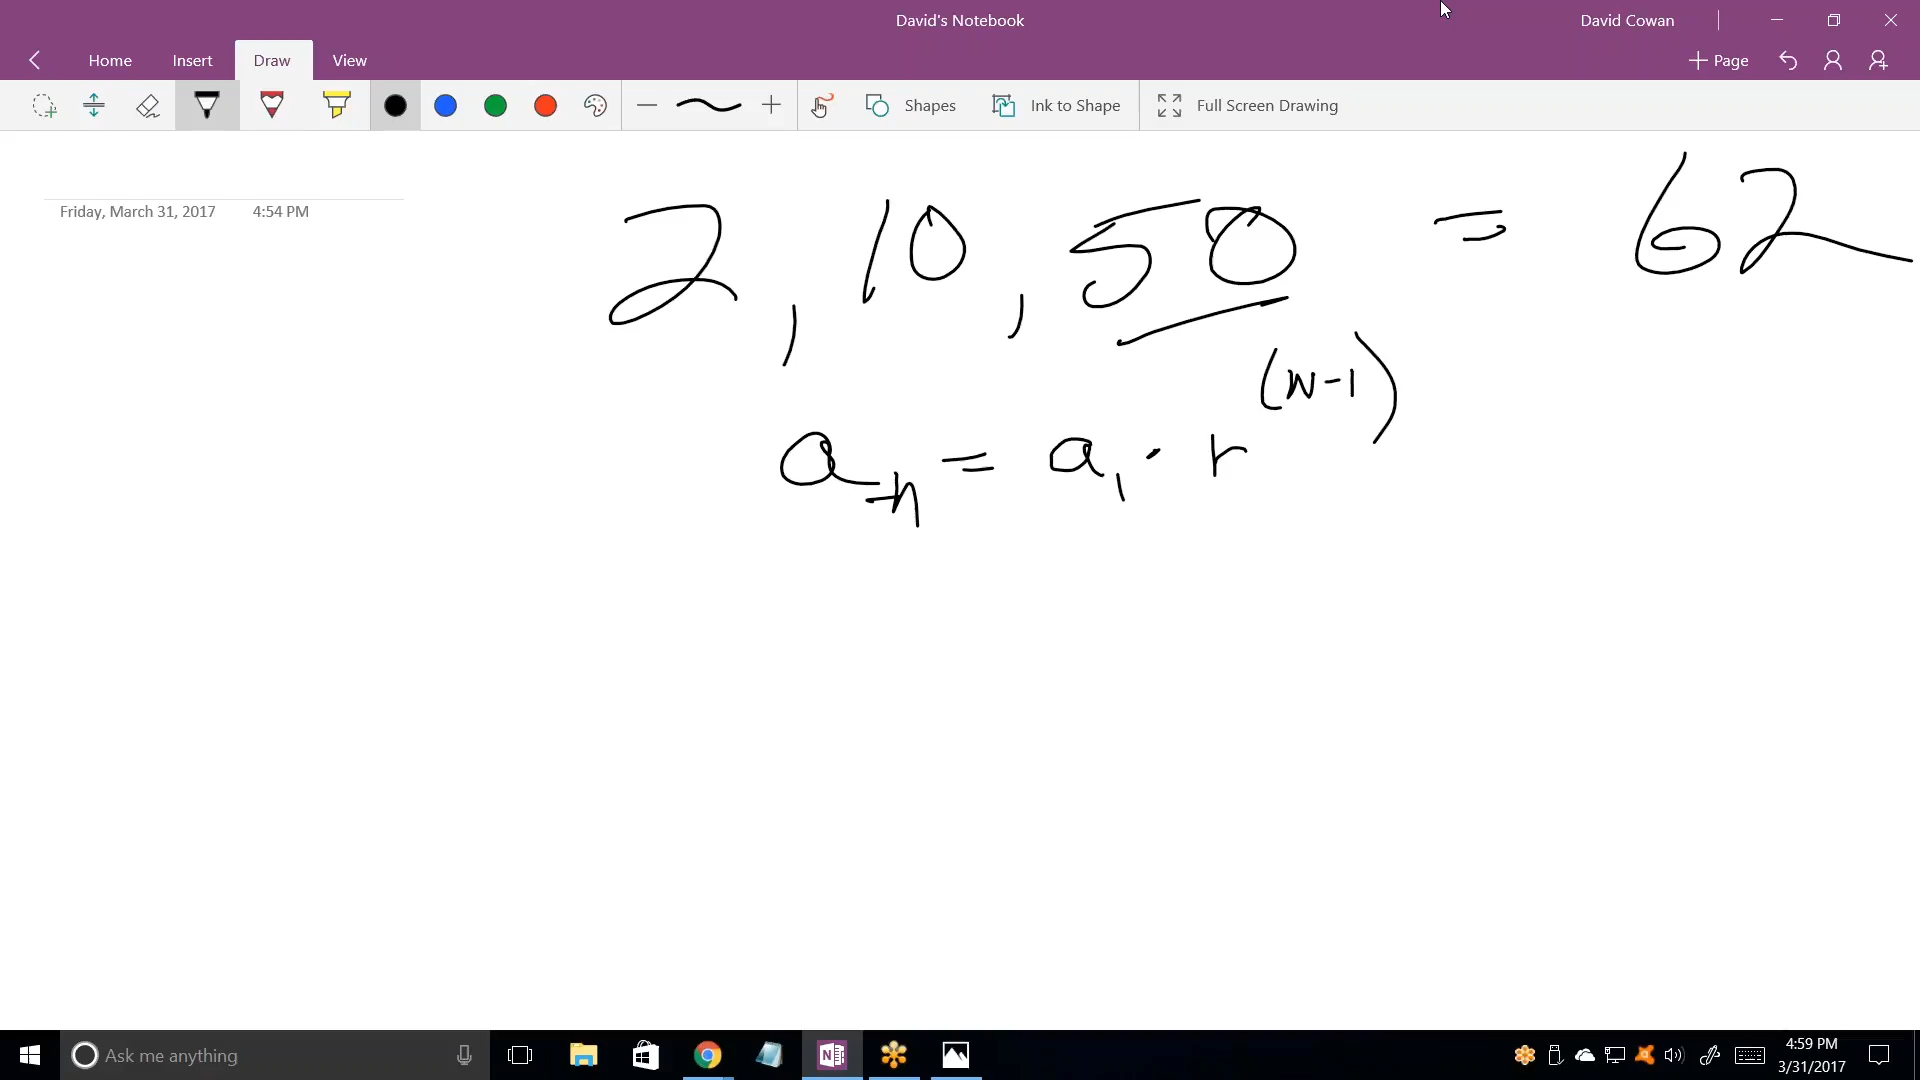 David's Notebook
David Cowan
Home Insert Draw View
Page
Shapes Ink to Shape Full Screen Drawing
Friday, March 31, 2017 4:54 PM
2, 10, 50 = 62
aₙ = a₁ · r^(n-1)
Ask me anything
4:59 PM
3/31/2017